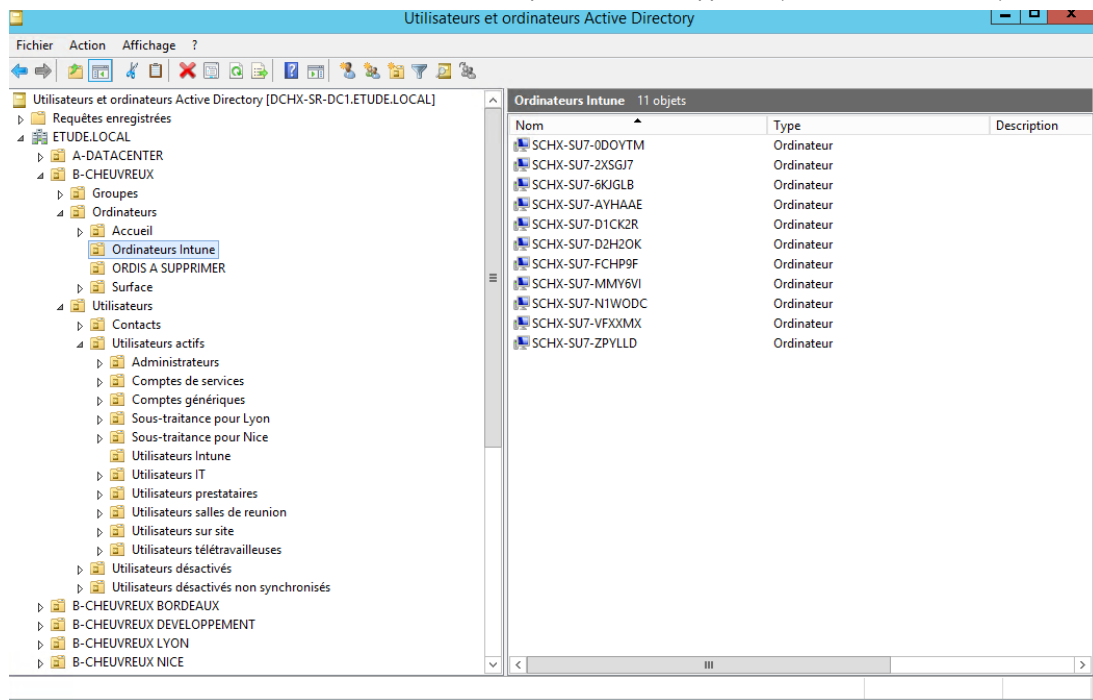 Utilisateurs et ordinateurs Active Directory
Fichier Action Affichage ?
Utilisateurs et ordinateurs Active Directory [DCHX-SR-DC1.ETUDE.LOCAL]
Requêtes enregistrées
ETUDE.LOCAL
A-DATACENTER
B-CHEUVREUX
Groupes
Ordinateurs
Accueil
Ordinateurs Intune
ORDIS A SUPPRIMER
Surface
Utilisateurs
Contacts
Utilisateurs actifs
Administrateurs
Comptes de services
Comptes génériques
Sous-traitance pour Lyon
Sous-traitance pour Nice
Utilisateurs Intune
Utilisateurs IT
Utilisateurs prestataires
Utilisateurs salles de reunion
Utilisateurs sur site
Utilisateurs télétravailleuses
Utilisateurs désactivés
Utilisateurs désactivés non synchronisés
B-CHEUVREUX BORDEAUX
B-CHEUVREUX DEVELOPPEMENT
B-CHEUVREUX LYON
B-CHEUVREUX NICE
Ordinateurs Intune 11 objets
Nom Type Description
SCHX-SU7-0DOYTM Ordinateur
SCHX-SU7-2XSGJ7 Ordinateur
SCHX-SU7-6KJGLB Ordinateur
SCHX-SU7-AYHAAE Ordinateur
SCHX-SU7-D1CK2R Ordinateur
SCHX-SU7-D2H2OK Ordinateur
SCHX-SU7-FCHP9F Ordinateur
SCHX-SU7-MMY6VI Ordinateur
SCHX-SU7-N1WODC Ordinateur
SCHX-SU7-VFXXMX Ordinateur
SCHX-SU7-ZPYLLD Ordinateur